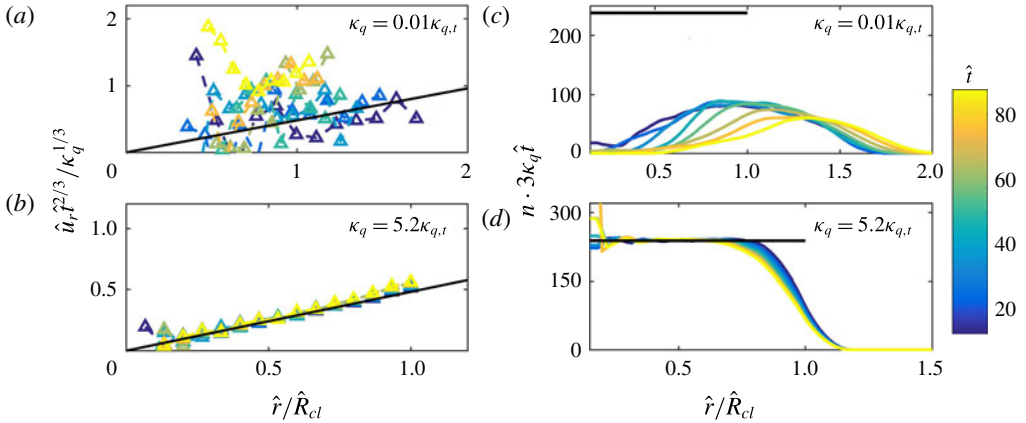 (a)
κ_q = 0.01κ_{q,t}
2
1
0
1
2
(b)
κ_q = 5.2κ_{q,t}
1.0
0.5
0
0.5
1.0
û_r t̂^{2/3}/κ_q^{1/3}
r̂/R̂_{cl}
(c)
κ_q = 0.01κ_{q,t}
200
100
0
0.5
1.0
1.5
2.0
(d)
κ_q = 5.2κ_{q,t}
300
150
0
0.5
1.0
1.5
n · 3κ_q t̂
r̂/R̂_{cl}
t̂
80
60
40
20